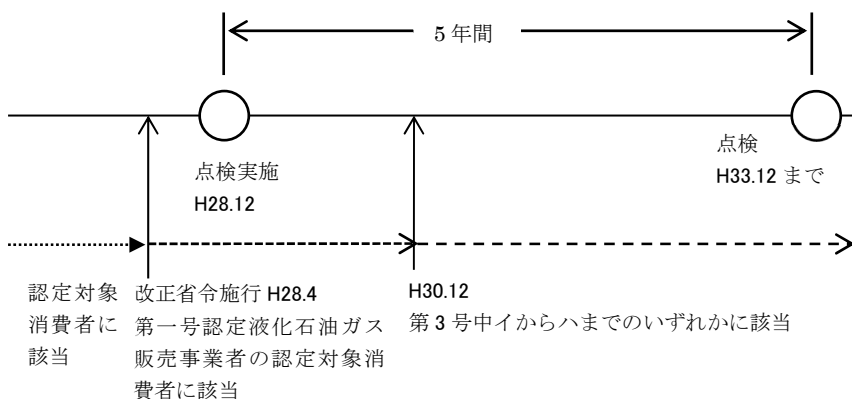 5年間
点検実施
H28.12
点検
H33.12 まで
認定対象
消費者に
該当
改正省令施行 H28.4
第一号認定液化石油ガス
販売事業者の認定対象消
費者に該当
H30.12
第3号中イからハまでのいずれかに該当